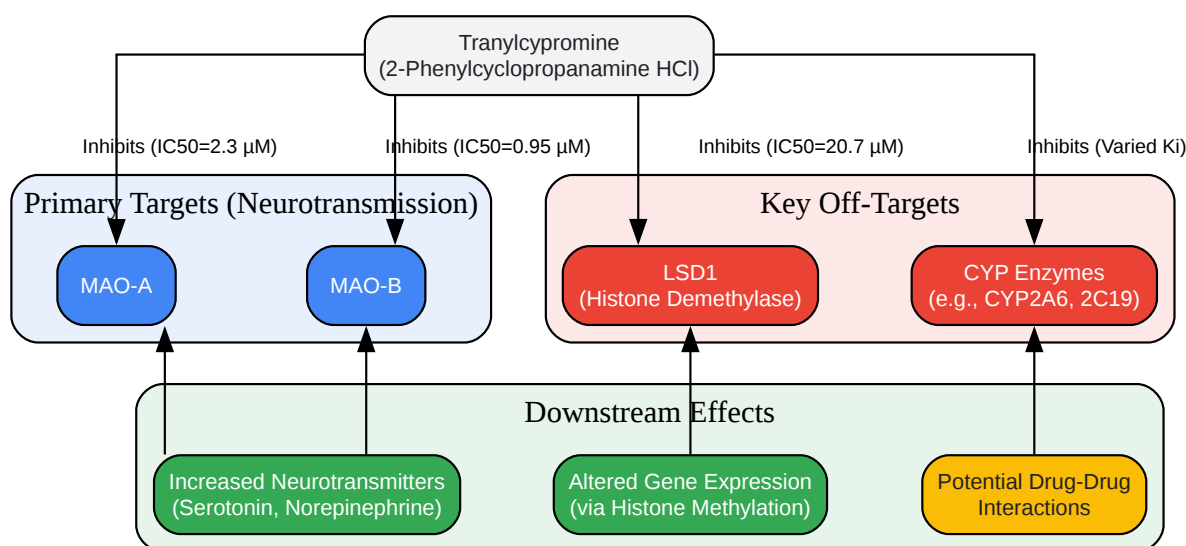 Tranylcypromine
(2-Phenylcyclopropanamine HCl)
Inhibits (IC50=2.3 µM)
Inhibits (IC50=0.95 µM)
Inhibits (IC50=20.7 µM)
Inhibits (Varied Ki)
Primary Targets (Neurotransmission)
Key Off-Targets
MAO-A
MAO-B
LSD1
(Histone Demethylase)
CYP Enzymes
(e.g., CYP2A6, 2C19)
Downstream Effects
Increased Neurotransmitters
(Serotonin, Norepinephrine)
Altered Gene Expression
(via Histone Methylation)
Potential Drug-Drug
Interactions